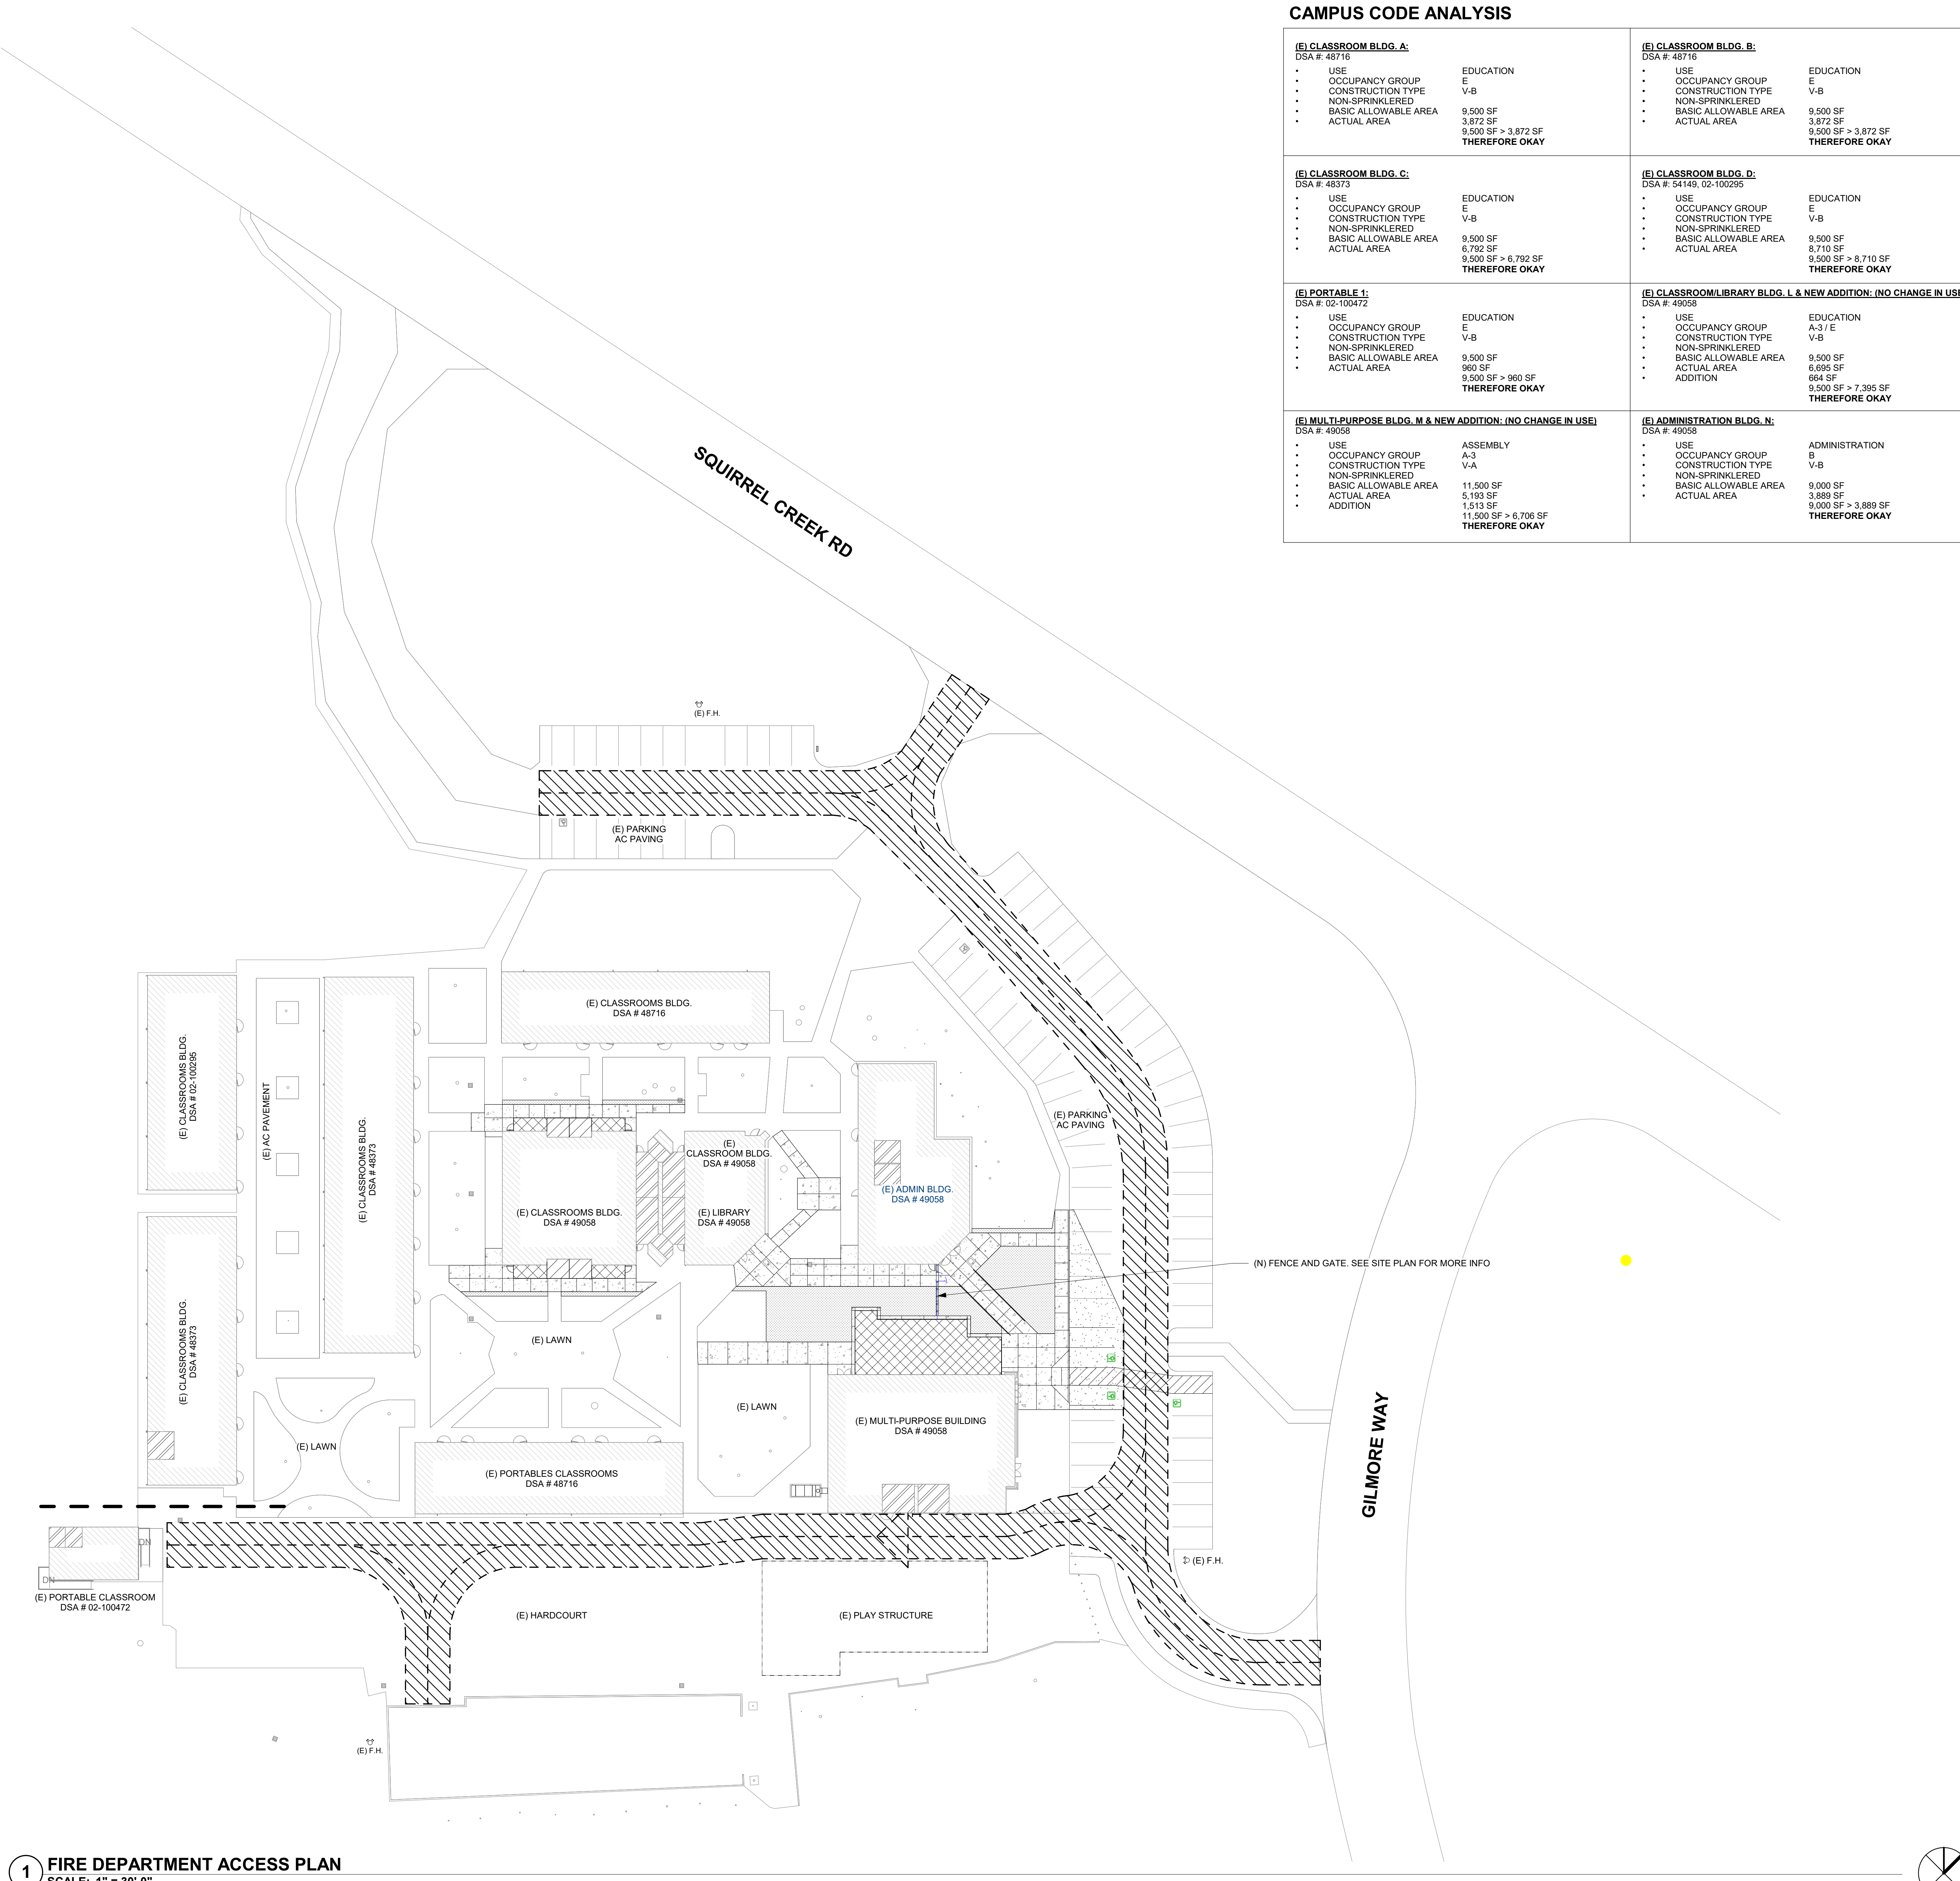 CAMPUS CODE ANALYSIS
(E) CLASSROOM BLDG. A:
DSA #: 48716
• USE EDUCATION
• OCCUPANCY GROUP E
• CONSTRUCTION TYPE V-B
• NON-SPRINKLERED
• BASIC ALLOWABLE AREA 9,500 SF
• ACTUAL AREA 3,872 SF
9,500 SF > 3,872 SF
THEREFORE OKAY
(E) CLASSROOM BLDG. B:
DSA #: 48716
• USE EDUCATION
• OCCUPANCY GROUP E
• CONSTRUCTION TYPE V-B
• NON-SPRINKLERED
• BASIC ALLOWABLE AREA 9,500 SF
• ACTUAL AREA 3,872 SF
9,500 SF > 3,872 SF
THEREFORE OKAY
(E) CLASSROOM BLDG. C:
DSA #: 48373
• USE EDUCATION
• OCCUPANCY GROUP E
• CONSTRUCTION TYPE V-B
• NON-SPRINKLERED
• BASIC ALLOWABLE AREA 9,500 SF
• ACTUAL AREA 6,792 SF
9,500 SF > 6,792 SF
THEREFORE OKAY
(E) CLASSROOM BLDG. D:
DSA #: 54149, 02-100295
• USE EDUCATION
• OCCUPANCY GROUP E
• CONSTRUCTION TYPE V-B
• NON-SPRINKLERED
• BASIC ALLOWABLE AREA 9,500 SF
• ACTUAL AREA 8,710 SF
9,500 SF > 8,710 SF
THEREFORE OKAY
(E) PORTABLE 1:
DSA #: 02-100472
• USE EDUCATION
• OCCUPANCY GROUP E
• CONSTRUCTION TYPE V-B
• NON-SPRINKLERED
• BASIC ALLOWABLE AREA 9,500 SF
• ACTUAL AREA 960 SF
9,500 SF > 960 SF
THEREFORE OKAY
(E) CLASSROOM/LIBRARY BLDG. L & NEW ADDITION: (NO CHANGE IN USE
DSA #: 49058
• USE EDUCATION
• OCCUPANCY GROUP A-3 / E
• CONSTRUCTION TYPE V-B
• NON-SPRINKLERED
• BASIC ALLOWABLE AREA 9,500 SF
• ACTUAL AREA 6,695 SF
• ADDITION 664 SF
9,500 SF > 7,395 SF
THEREFORE OKAY
(E) MULTI-PURPOSE BLDG. M & NEW ADDITION: (NO CHANGE IN USE)
DSA #: 49058
• USE ASSEMBLY
• OCCUPANCY GROUP A-3
• CONSTRUCTION TYPE V-A
• NON-SPRINKLERED
• BASIC ALLOWABLE AREA 11,500 SF
• ACTUAL AREA 5,193 SF
• ADDITION 1,513 SF
11,500 SF > 6,706 SF
THEREFORE OKAY
(E) ADMINISTRATION BLDG. N:
DSA #: 49058
• USE ADMINISTRATION
• OCCUPANCY GROUP B
• CONSTRUCTION TYPE V-B
• NON-SPRINKLERED
• BASIC ALLOWABLE AREA 9,000 SF
• ACTUAL AREA 3,889 SF
9,000 SF > 3,889 SF
THEREFORE OKAY
SQUIRREL CREEK RD
(E) F.H.
(E) PARKING
AC PAVING
(E) CLASSROOMS BLDG.
DSA # 48716
(E) CLASSROOMS BLDG.
DSA # 02-100295
(E) AC PAVEMENT
(E) CLASSROOMS BLDG.
DSA # 48373
(E) PARKING
AC PAVING
(E)
CLASSROOM BLDG.
DSA # 49058
(E) ADMIN BLDG.
DSA # 49058
(E) CLASSROOMS BLDG.
DSA # 49058
(E) LIBRARY
DSA # 49058
(N) FENCE AND GATE. SEE SITE PLAN FOR MORE INFO
(E) CLASSROOMS BLDG.
DSA # 48373
(E) LAWN
(E) LAWN
(E) MULTI-PURPOSE BUILDING
DSA # 49058
(E) LAWN
GILMORE WAY
(E) PORTABLES CLASSROOMS
DSA # 48716
DN
(E) F.H.
DN
(E) PORTABLE CLASSROOM
DSA # 02-100472
(E) HARDCOURT
(E) PLAY STRUCTURE
(E) F.H.
1
FIRE DEPARTMENT ACCESS PLAN
SCALE: 1" = 30'-0"